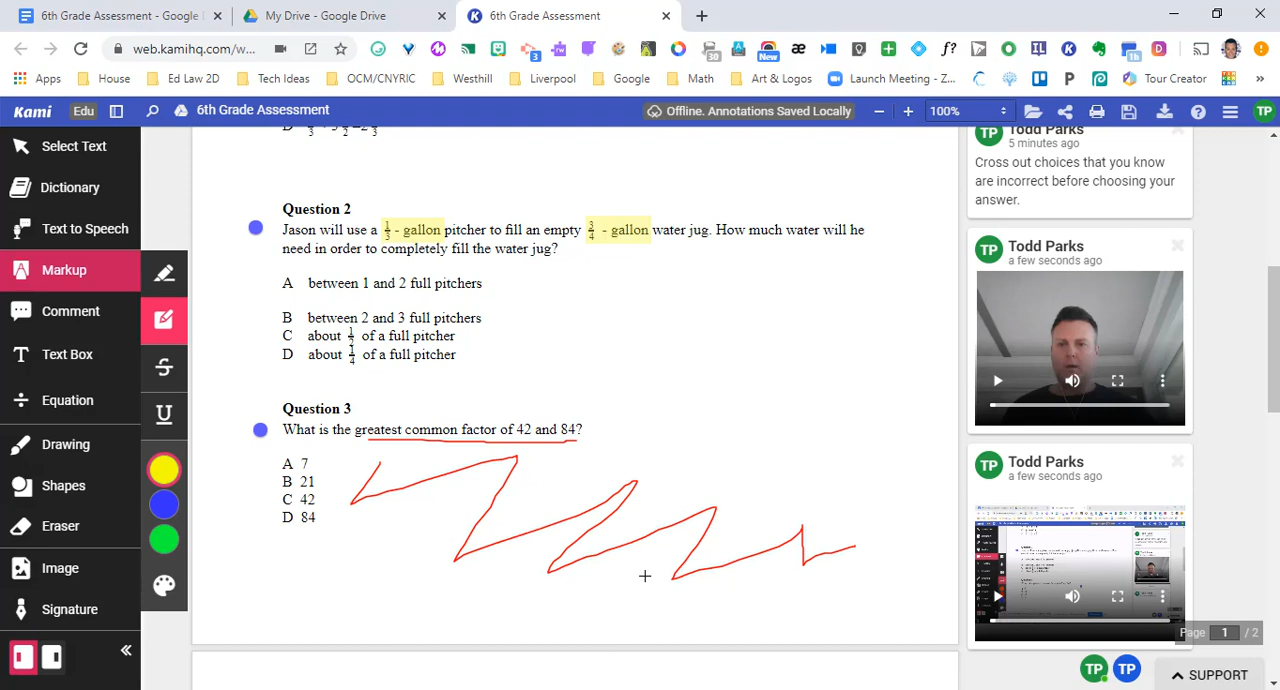 6th Grade Assessment - Google
My Drive - Google Drive
6th Grade Assessment
web.kamihq.com/w...
3
New
30
æ
f?
IL
K
1h
D
Apps
House
Ed Law 2D
Tech Ideas
OCM/CNYRIC
Westhill
Liverpool
Google
Math
Art & Logos
Launch Meeting - Z...
P
Tour Creator
»
Kami
Edu
6th Grade Assessment
Offline. Annotations Saved Locally
100%
TP
Select Text
Dictionary
Text to Speech
Markup
Comment
Text Box
Equation
Drawing
Shapes
Eraser
Image
Signature
Question 2
Jason will use a 1/3 - gallon pitcher to fill an empty 3/4 - gallon water jug. How much water will he
need in order to completely fill the water jug?
A between 1 and 2 full pitchers
B between 2 and 3 full pitchers
C about 1/2 of a full pitcher
D about 1/4 of a full pitcher
Question 3
What is the greatest common factor of 42 and 84?
A 7
B 21
C 42
D 84
TP
Todd Parks
5 minutes ago
Cross out choices that you know
are incorrect before choosing your
answer.
TP
Todd Parks
a few seconds ago
TP
Todd Parks
a few seconds ago
Page 1 / 2
TP
TP
SUPPORT